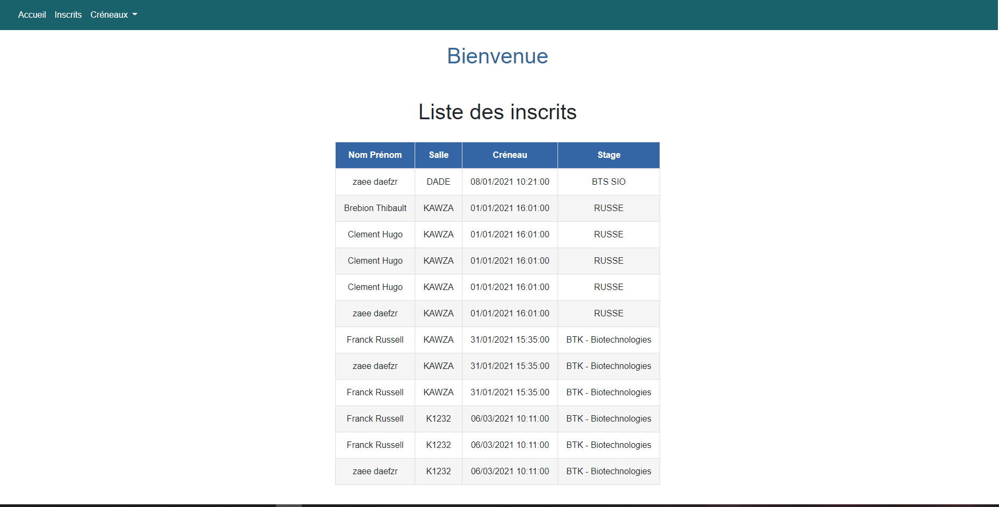 Accueil Inscrits Créneaux
Bienvenue
Liste des inscrits
Nom Prénom Salle Créneau Stage
zaee daefzr DADE 08/01/2021 10:21:00 BTS SIO
Brebion Thibault KAWZA 01/01/2021 16:01:00 RUSSE
Clement Hugo KAWZA 01/01/2021 16:01:00 RUSSE
Clement Hugo KAWZA 01/01/2021 16:01:00 RUSSE
Clement Hugo KAWZA 01/01/2021 16:01:00 RUSSE
zaee daefzr KAWZA 01/01/2021 16:01:00 RUSSE
Franck Russell KAWZA 31/01/2021 15:35:00 BTK - Biotechnologies
zaee daefzr KAWZA 31/01/2021 15:35:00 BTK - Biotechnologies
Franck Russell KAWZA 31/01/2021 15:35:00 BTK - Biotechnologies
Franck Russell K1232 06/03/2021 10:11:00 BTK - Biotechnologies
Franck Russell K1232 06/03/2021 10:11:00 BTK - Biotechnologies
zaee daefzr K1232 06/03/2021 10:11:00 BTK - Biotechnologies